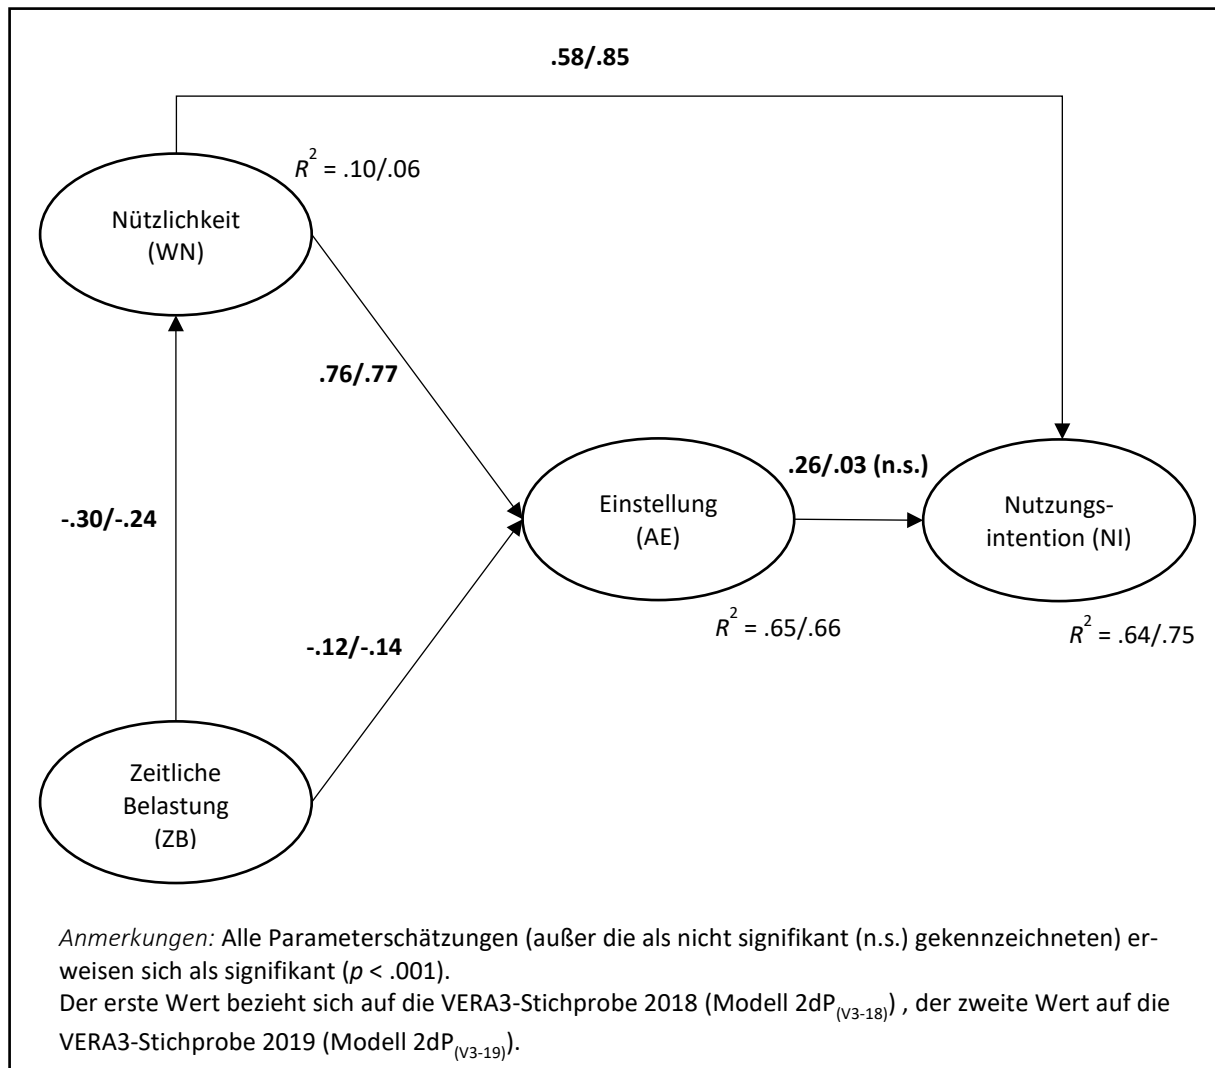 .58/.85
R² = .10/.06
Nützlichkeit
(WN)
.76/.77
.26/.03 (n.s.)
Einstellung
(AE)
Nutzungs-
intention (NI)
-.30/-.24
R² = .65/.66
R² = .64/.75
-.12/-.14
Zeitliche
Belastung
(ZB)
Anmerkungen: Alle Parameterschätzungen (außer die als nicht signifikant (n.s.) gekennzeichneten) er-
weisen sich als signifikant (p < .001).
Der erste Wert bezieht sich auf die VERA3-Stichprobe 2018 (Modell 2dP(V3-18)) , der zweite Wert auf die
VERA3-Stichprobe 2019 (Modell 2dP(V3-19)).